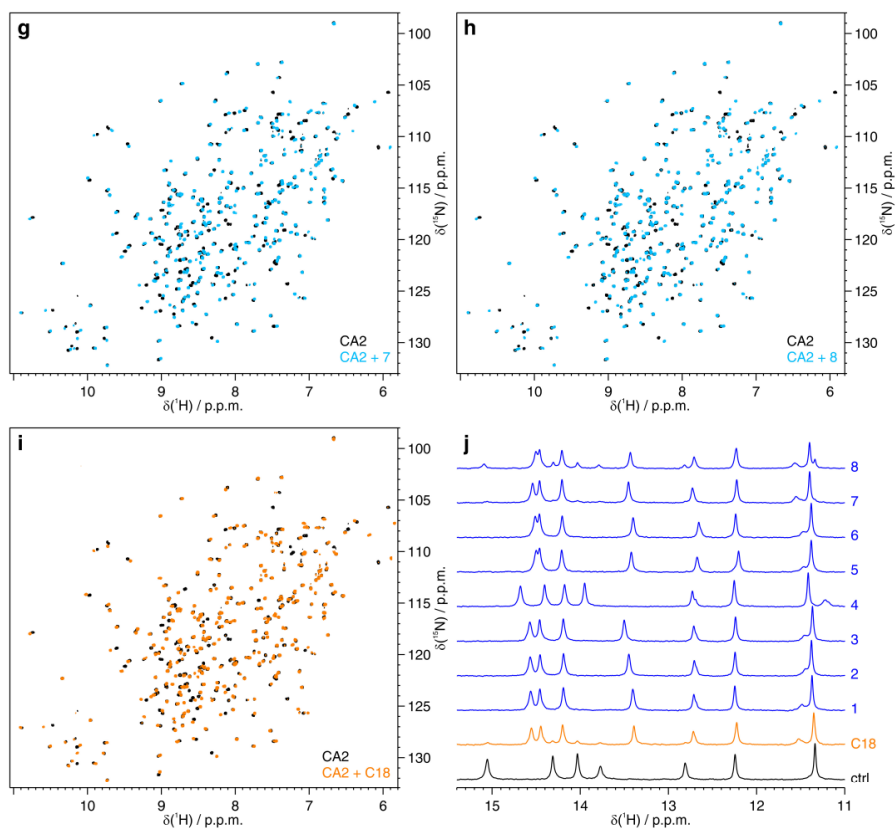 g
h
100
105
110
115
120
125
130
δ(¹⁵N) / p.p.m.
CA2
CA2 + 7
10
9
8
7
6
δ(¹H) / p.p.m.
100
105
110
115
120
125
130
δ(¹⁵N) / p.p.m.
CA2
CA2 + 8
10
9
8
7
6
δ(¹H) / p.p.m.
i
100
105
110
115
120
125
130
δ(¹⁵N) / p.p.m.
CA2
CA2 + C18
10
9
8
7
6
δ(¹H) / p.p.m.
j
8
7
6
5
4
3
2
1
C18
ctrl
15
14
13
12
11
δ(¹H) / p.p.m.